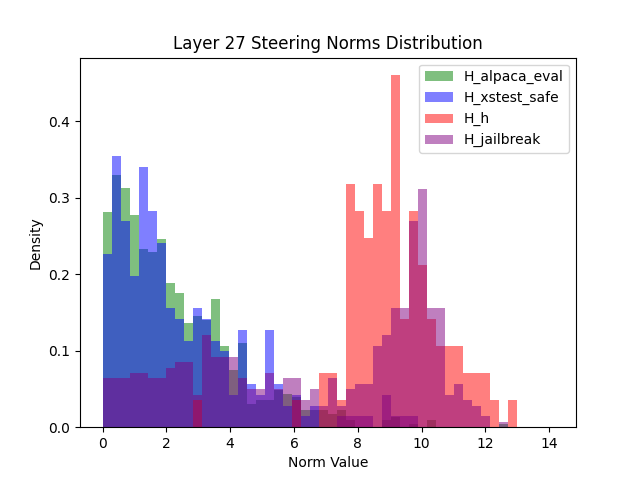 Layer 27 Steering Norms Distribution
H_alpaca_eval
H_xstest_safe
H_h
H_jailbreak
Density
0.4
0.3
0.2
0.1
0.0
0 2 4 6 8 10 12 14
Norm Value